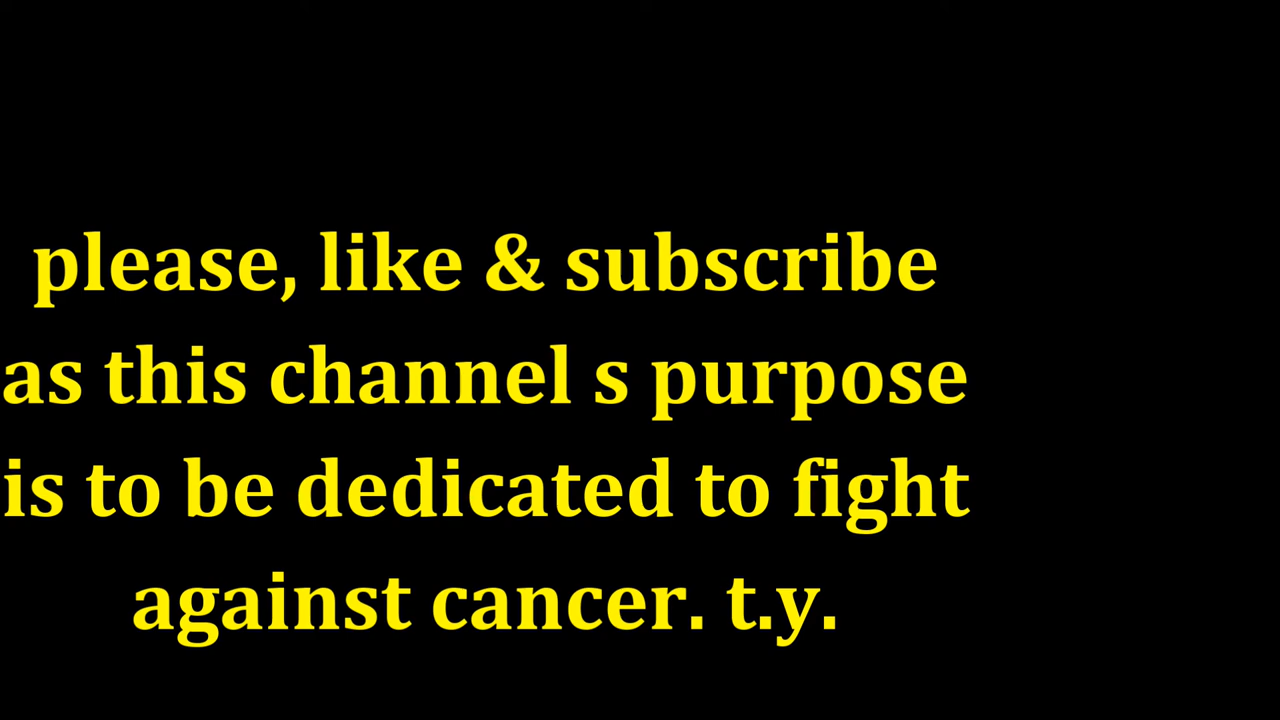 please, like & subscribe
as this channel s purpose
is to be dedicated to fight
against cancer. t.y.